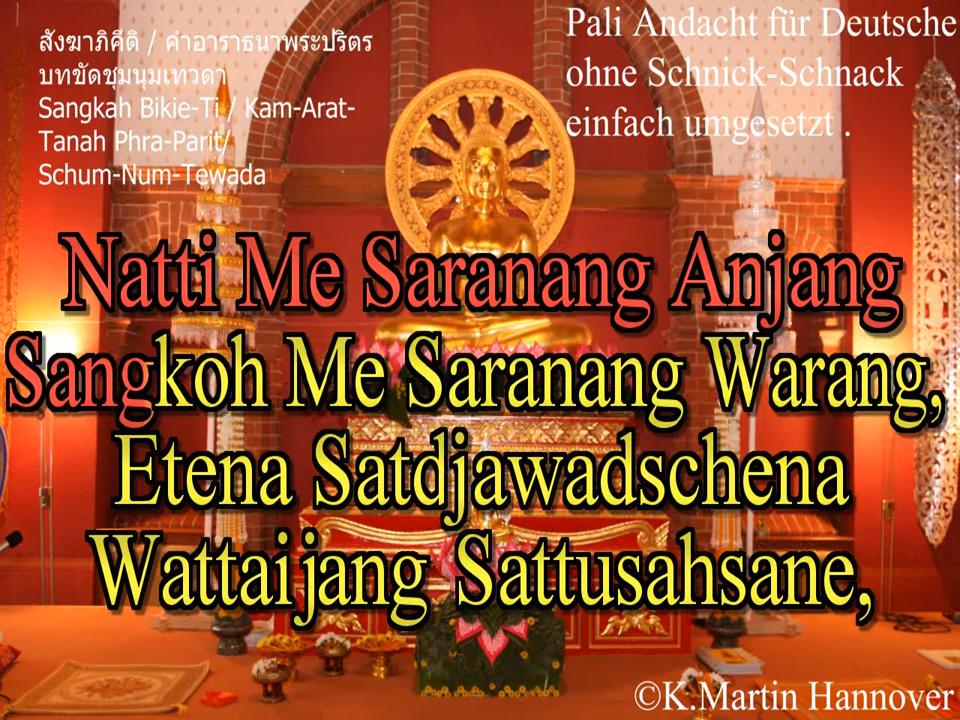 สังฆาภิคีติ / คำอาราธนาพระปริตร
บทขัดชุมนุมเทวดา
Sangkah Bikie-Ti / Kam-Arat-
Tanah Phra-Parit/
Schum-Num-Tewada
Pali Andacht für Deutsche
ohne Schnick-Schnack
einfach umgesetzt .
Natti Me Saranang Anjang
Sangkoh Me Saranang Warang,
Etena Satdjawadschena
Wattaijang Sattusahsane,
©K.Martin Hannover